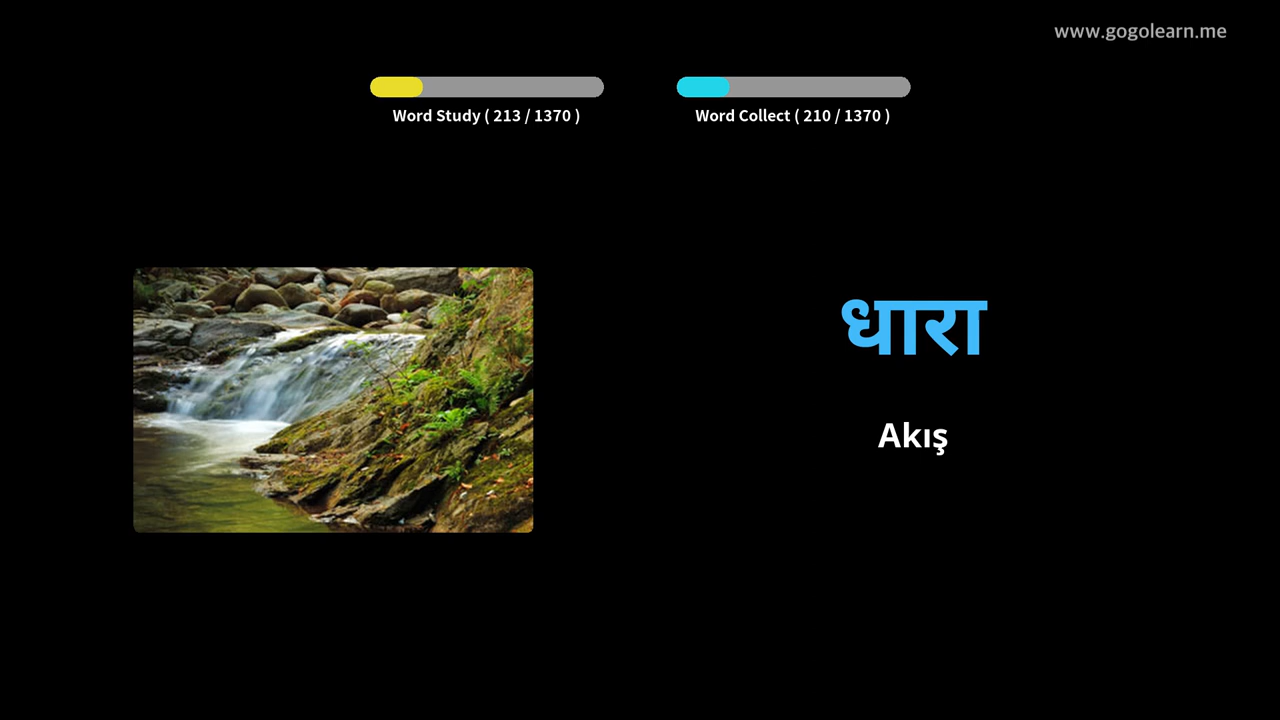 www.gogolearn.me
Word Study ( 213 / 1370 )
Word Collect ( 210 / 1370 )
धारा
Akış